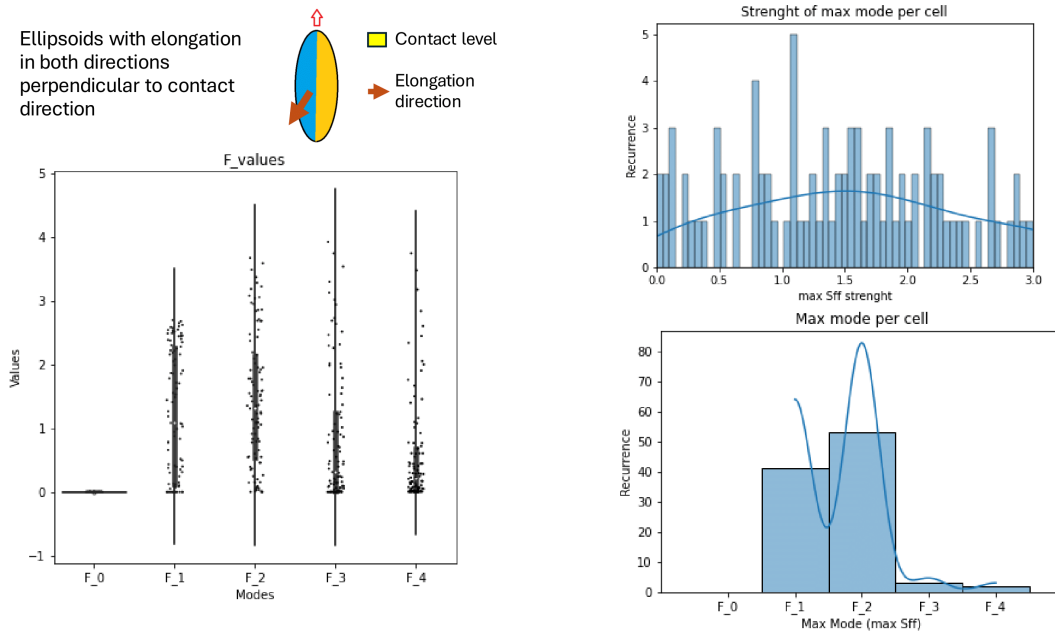 Ellipsoids with elongation
in both directions
perpendicular to contact
direction
Contact level
Elongation
direction
F_values
Values
5
4
3
2
1
0
−1
F_0 F_1 F_2 F_3 F_4
Modes
Strenght of max mode per cell
Recurrence
5
4
3
2
1
0
0.0 0.5 1.0 1.5 2.0 2.5 3.0
max Sff strenght
Max mode per cell
Recurrence
80
70
60
50
40
30
20
10
0
F_0 F_1 F_2 F_3 F_4
Max Mode (max Sff)